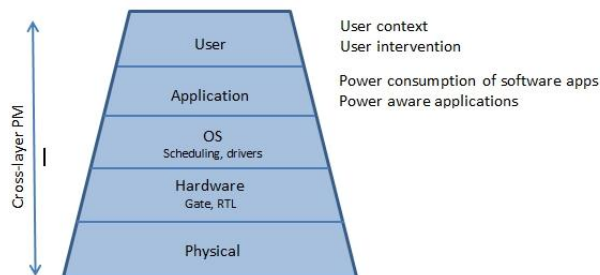 User context
User intervention
User
Power consumption of software apps
Power aware applications
Application
OS
Scheduling, drivers
Hardware
Gate, RTL
Physical
Cross-layer PM